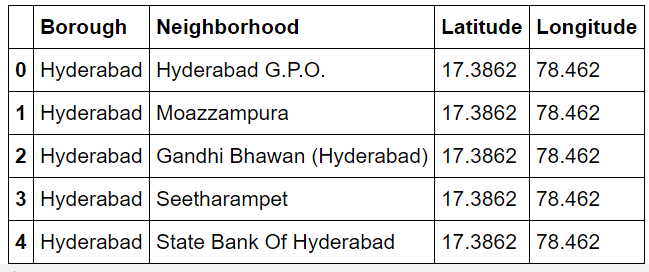 Borough Neighborhood Latitude Longitude
0 Hyderabad Hyderabad G.P.O. 17.3862 78.462
1 Hyderabad Moazzampura 17.3862 78.462
2 Hyderabad Gandhi Bhawan (Hyderabad) 17.3862 78.462
3 Hyderabad Seetharampet 17.3862 78.462
4 Hyderabad State Bank Of Hyderabad 17.3862 78.462